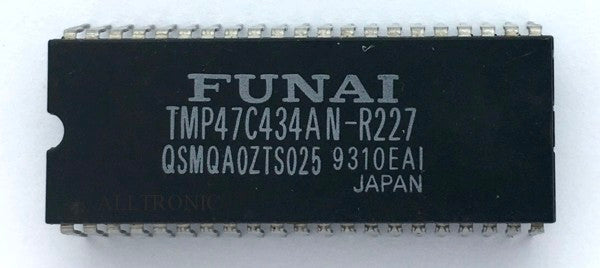 FUNAI
TMP47C434AN-R227
QSMQA0ZTS025 9310EAI
JAPAN
ALLTRONIC